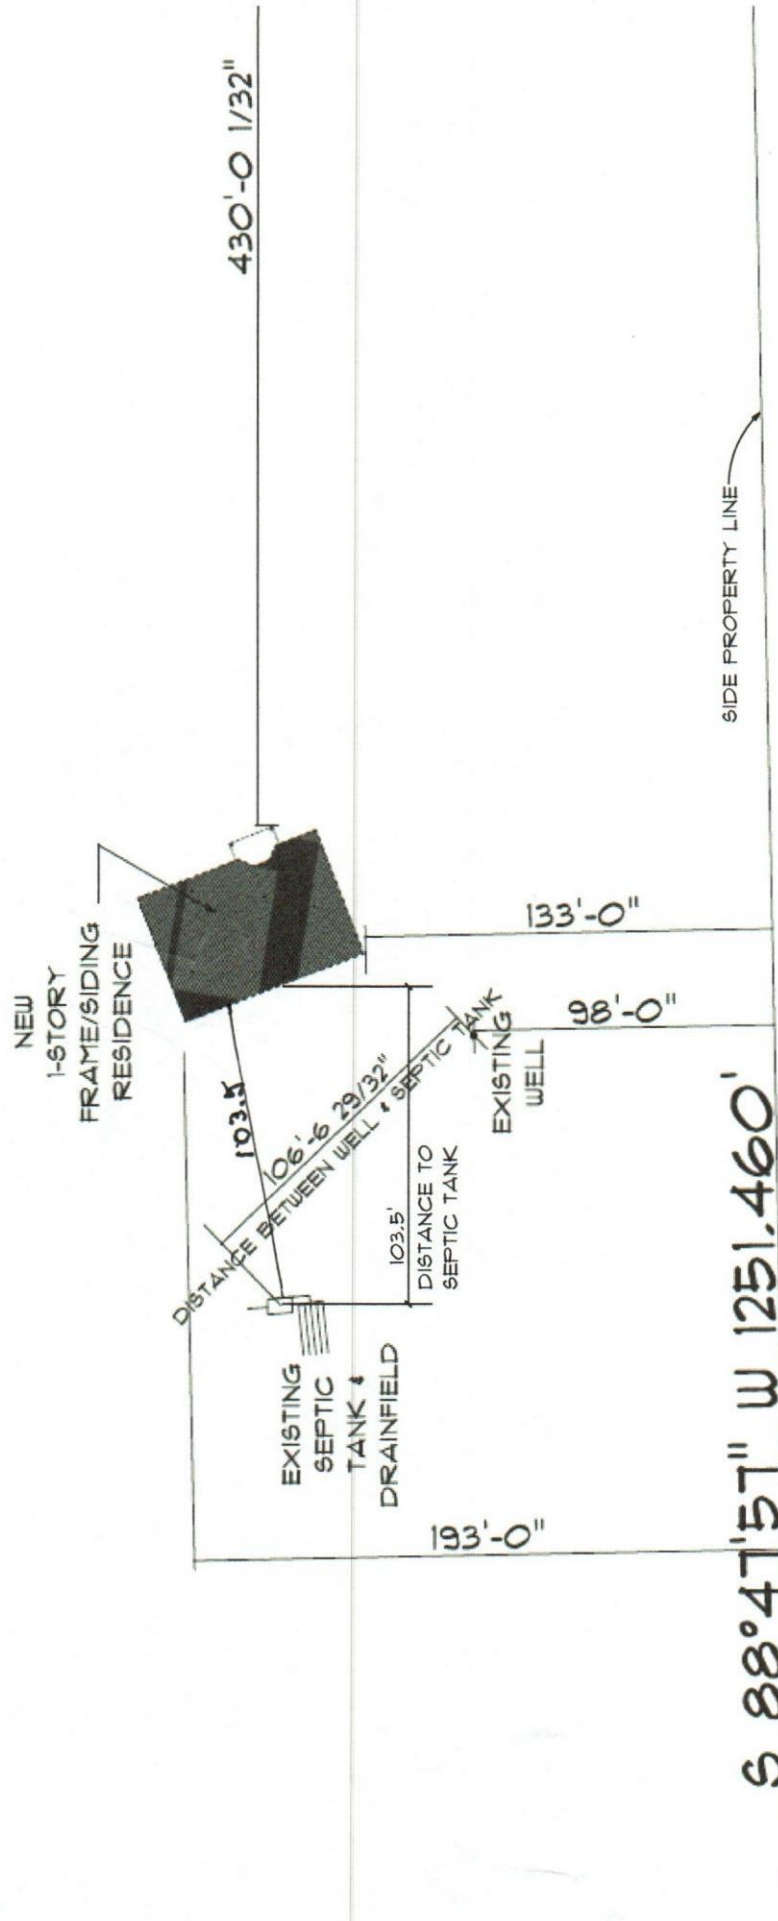 NEW
1-STORY
FRAME/SIDING
RESIDENCE
430'-0 1/32"
103.5
106'-6 29/32"
DISTANCE BETWEEN WELL & SEPTIC TANK
103.5'
DISTANCE TO
SEPTIC TANK
EXISTING
SEPTIC
TANK &
DRAINFIELD
EXISTING
WELL
133'-0"
98'-0"
193'-0"
SIDE PROPERTY LINE
S 88°47'57" W 1251.460'